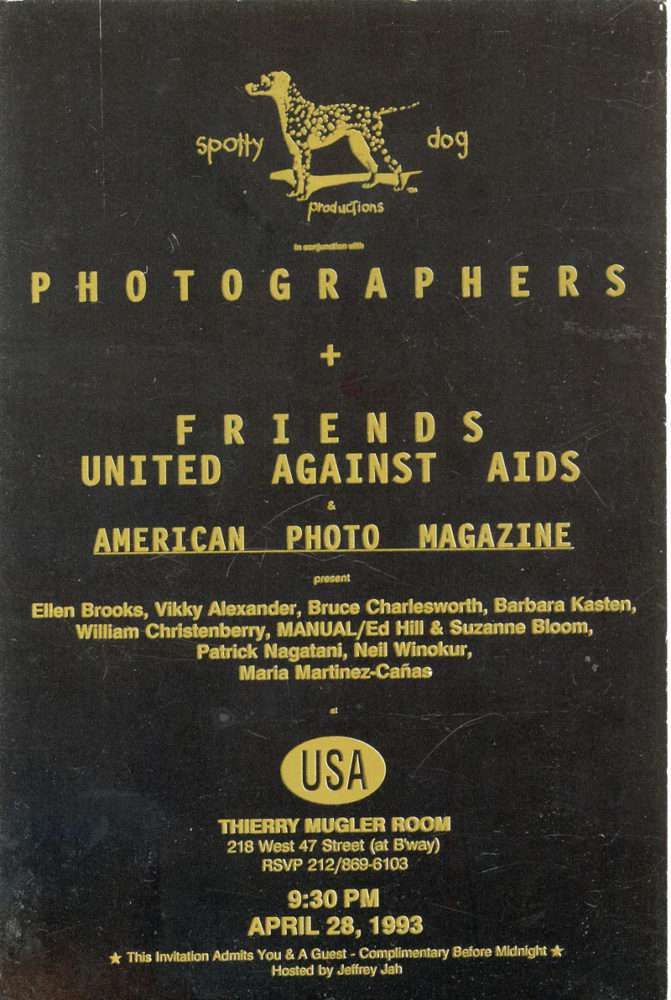 spotty dog
productions
in conjunction with
PHOTOGRAPHERS
+
FRIENDS
UNITED AGAINST AIDS
&
AMERICAN PHOTO MAGAZINE
present
Ellen Brooks, Vikky Alexander, Bruce Charlesworth, Barbara Kasten,
William Christenberry, MANUAL/Ed Hill & Suzanne Bloom,
Patrick Nagatani, Neil Winokur,
Maria Martinez-Cañas
at
USA
THIERRY MUGLER ROOM
218 West 47 Street (at B'way)
RSVP 212/869-6103
9:30 PM
APRIL 28, 1993
★ This Invitation Admits You & A Guest - Complimentary Before Midnight ★
Hosted by Jeffrey Jah